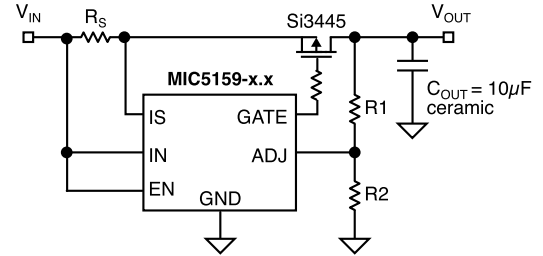 VIN
RS
Si3445
VOUT
MIC5159-x.x
COUT = 10µF
ceramic
IS
GATE
R1
IN
ADJ
EN
GND
R2